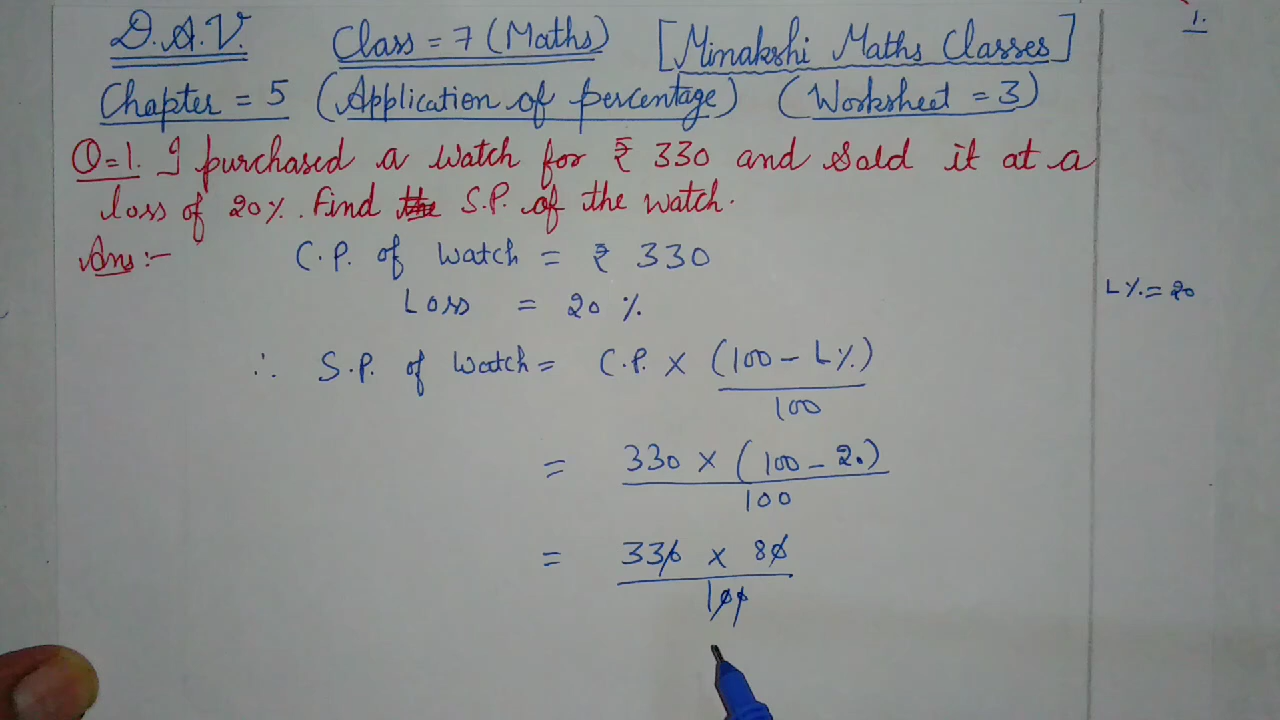 D.A.V. Class = 7 (Maths) [Minakshi Maths Classes]
1.
Chapter = 5 (Application of percentage) (Worksheet = 3)
Q=1. I purchased a watch for ₹ 330 and Sold it at a
loss of 20%. Find the S.P. of the watch.
Ans:- C.P. of watch = ₹ 330
L%.= 20
Loss = 20 %.
∴ S.P. of watch = C.P. × (100 - L%.)
100
= 330 × (100 - 20)
100
= 330 × 80
100